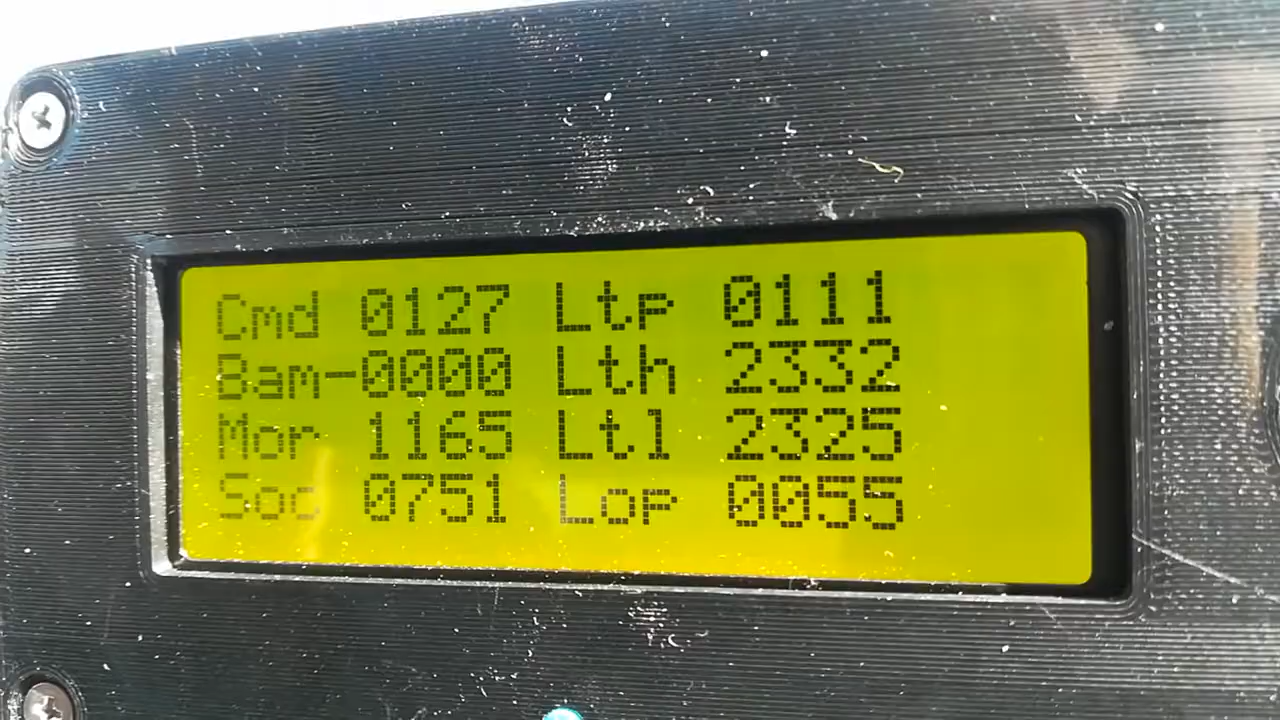 Cmd 0127 Ltp 0111
Bam-0000 Lth 2332
Mor 1165 Ltl 2325
Soc 0751 Lop 0055